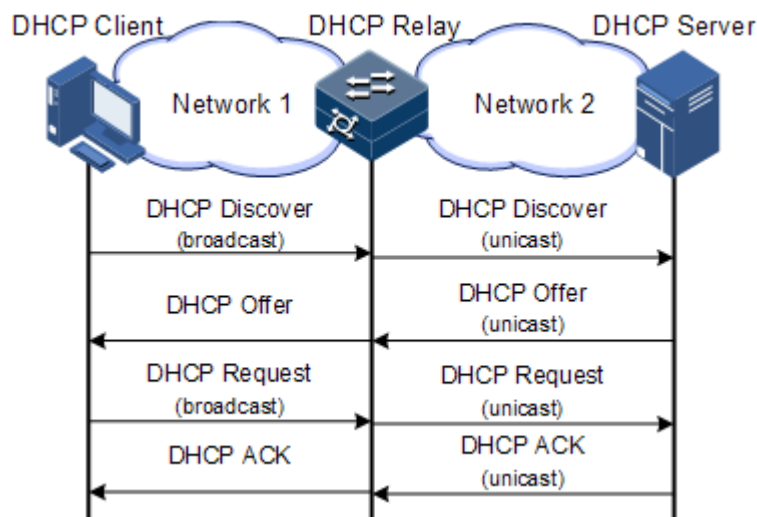 DHCP Client DHCP Relay DHCP Server
Network 1 Network 2
DHCP Discover DHCP Discover
(broadcast) (unicast)
DHCP Offer DHCP Offer
(unicast)
DHCP Request DHCP Request
(broadcast) (unicast)
DHCP ACK DHCP ACK
(unicast)